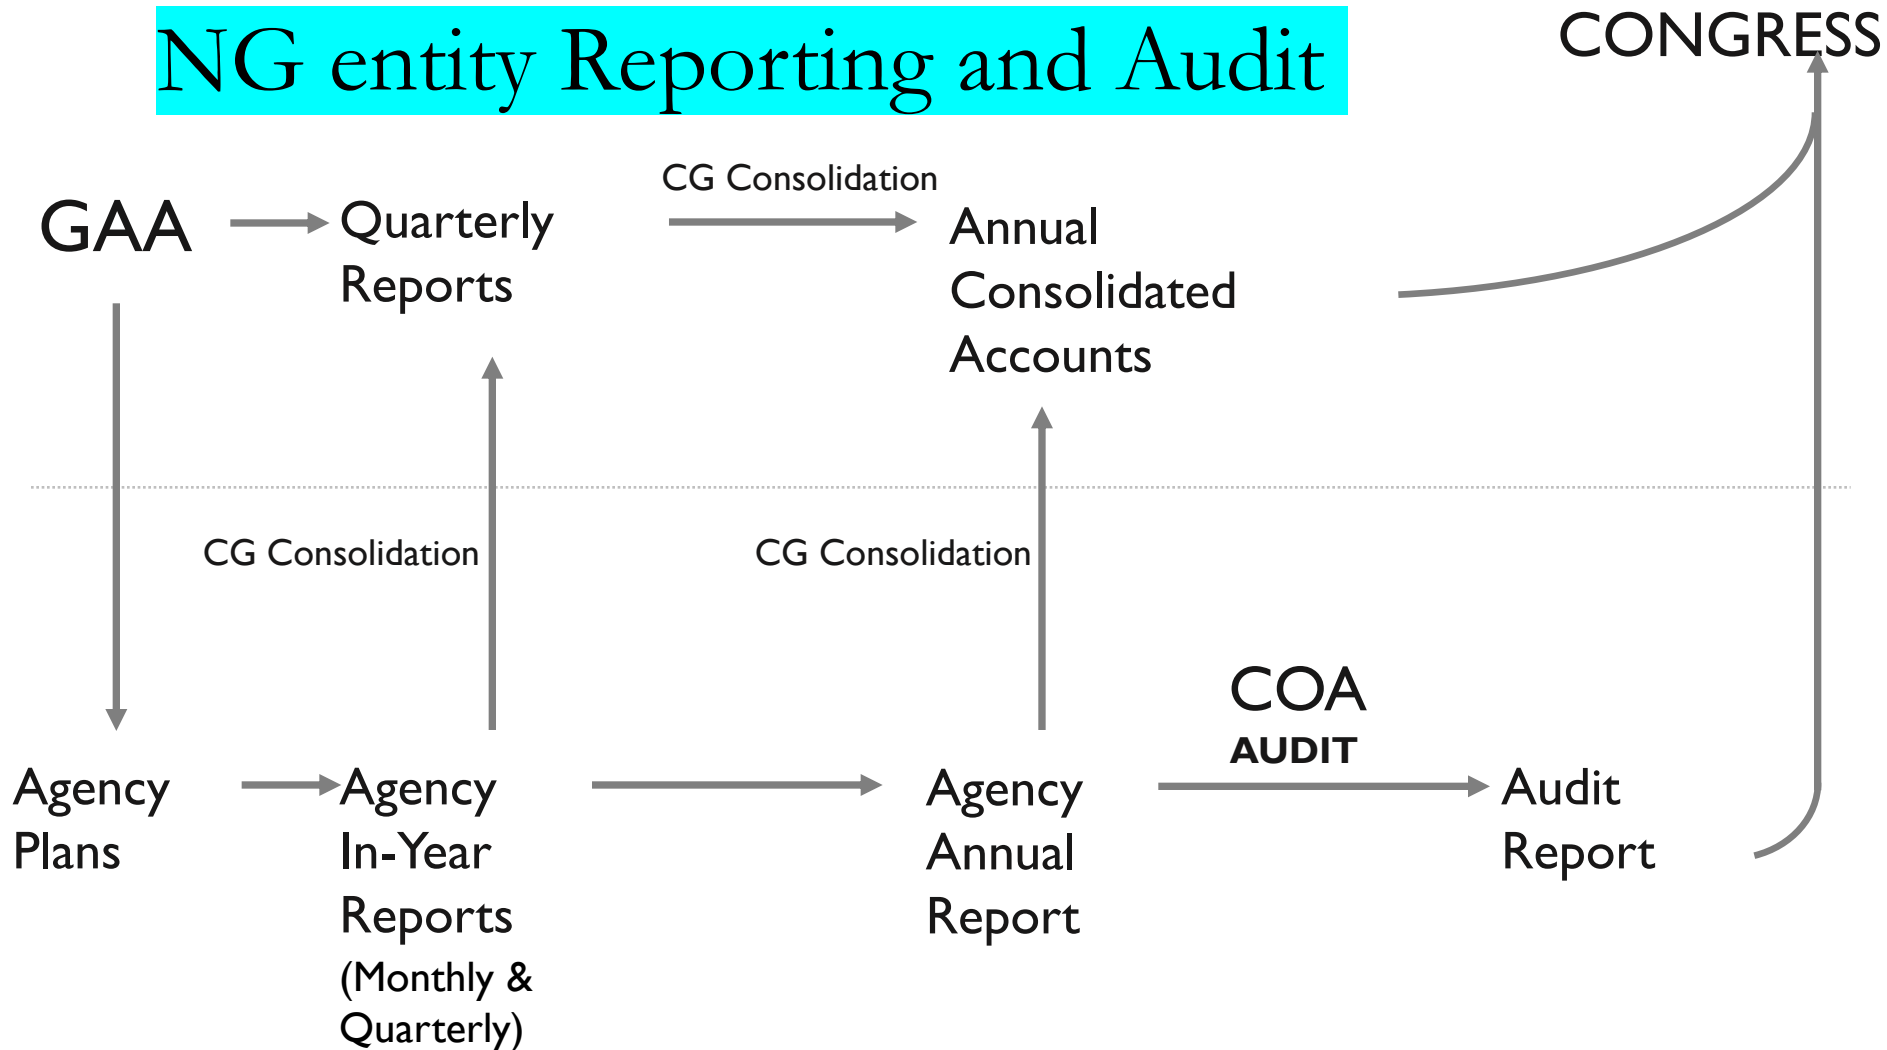 NG entity Reporting and Audit
CONGRESS
GAA
Quarterly
Reports
CG Consolidation
Annual
Consolidated
Accounts
CG Consolidation
CG Consolidation
Agency
Plans
Agency
In-Year
Reports
(Monthly &
Quarterly)
Agency
Annual
Report
COA
AUDIT
Audit
Report